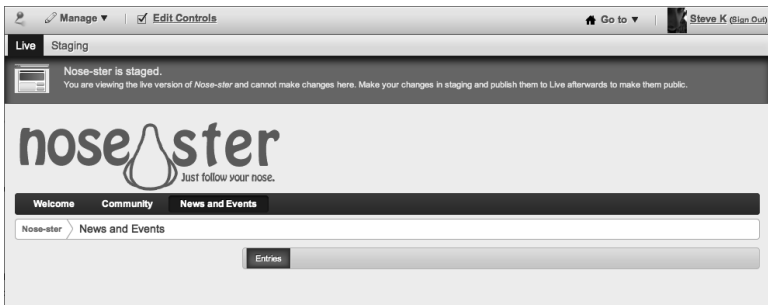 Manage ▼ | Edit Controls Go to ▼ | Steve K (Sign Out)
Live Staging
Nose-ster is staged.
You are viewing the live version of Nose-ster and cannot make changes here. Make your changes in staging and publish them to Live afterwards to make them public.
nose ster
Just follow your nose.
Welcome Community News and Events
Nose-ster News and Events
Entries